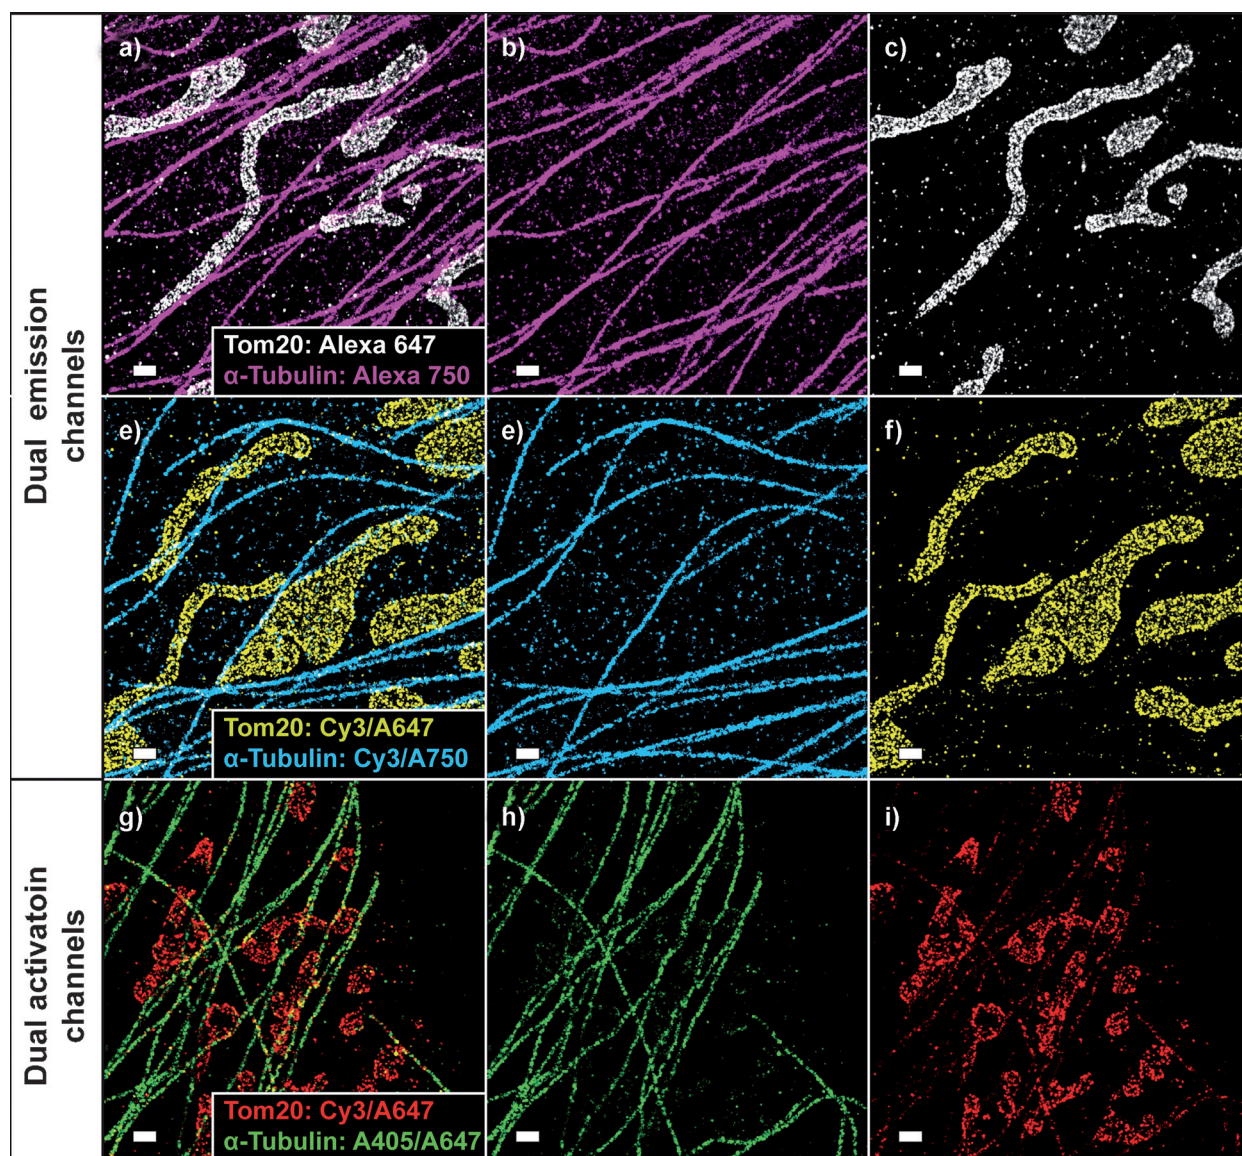 Dual emission
channels
a)
b)
c)
Tom20: Alexa 647
α-Tubulin: Alexa 750
e)
e)
f)
Tom20: Cy3/A647
α-Tubulin: Cy3/A750
Dual activatoin
channels
g)
h)
i)
Tom20: Cy3/A647
α-Tubulin: A405/A647